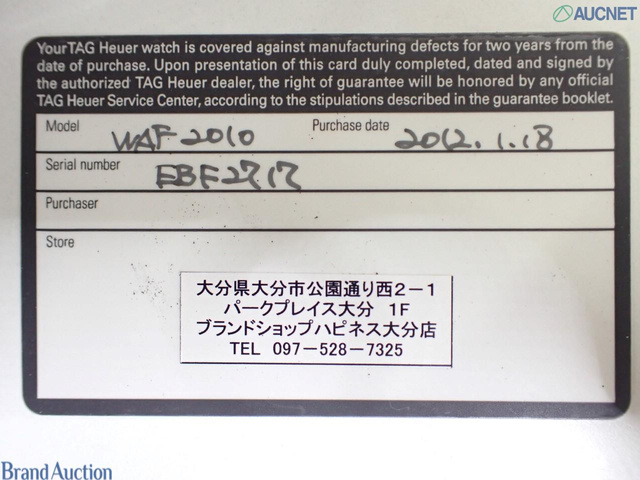 AUCNET
Your TAG Heuer watch is covered against manufacturing defects for two years from the
date of purchase. Upon presentation of this card duly completed, dated and signed by
the authorized TAG Heuer dealer, the right of guarantee will be honored by any official
TAG Heuer Service Center, according to the stipulations described in the guarantee booklet.
Model WAF2010 Purchase date 2012.1.18
Serial number EBF2717
Purchaser
Store
大分県大分市公園通り西2-1
パークプレイス大分 1F
ブランドショップハピネス大分店
TEL 097-528-7325
Brand Auction